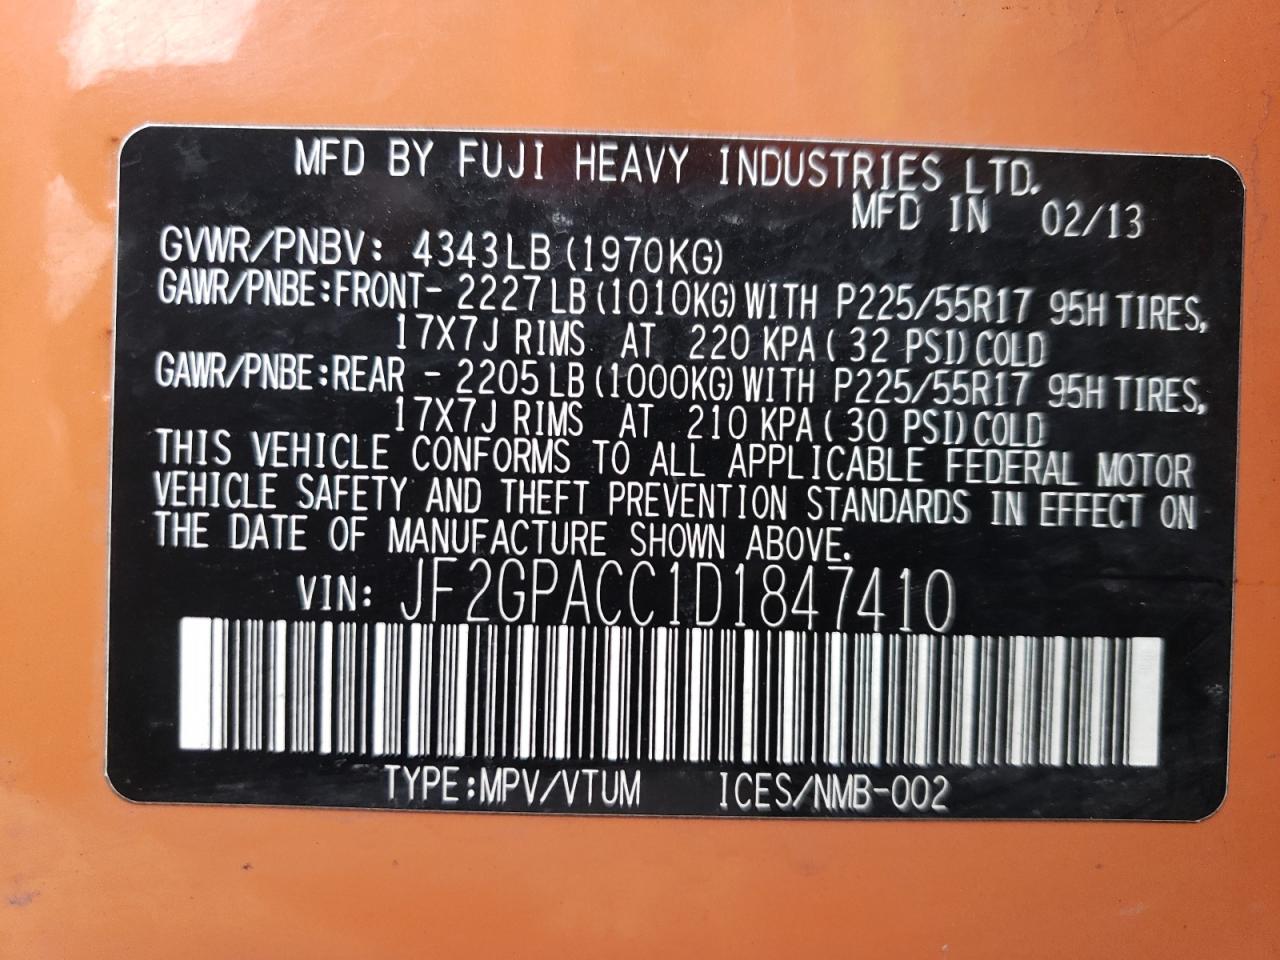 MFD BY FUJI HEAVY INDUSTRIES LTD.
MFD IN 02/13
GVWR/PNBV: 4343LB (1970KG)
GAWR/PNBE:FRONT- 2227LB(1010KG)WITH P225/55R17 95H TIRES,
17X7J RIMS AT 220 KPA( 32 PSI)COLD
GAWR/PNBE:REAR - 2205LB(1000KG)WITH P225/55R17 95H TIRES,
17X7J RIMS AT 210 KPA( 30 PSI)COLD
THIS VEHICLE CONFORMS TO ALL APPLICABLE FEDERAL MOTOR
VEHICLE SAFETY AND THEFT PREVENTION STANDARDS IN EFFECT ON
THE DATE OF MANUFACTURE SHOWN ABOVE.
VIN: JF2GPACC1D1847410
TYPE:MPV/VTUM ICES/NMB-002